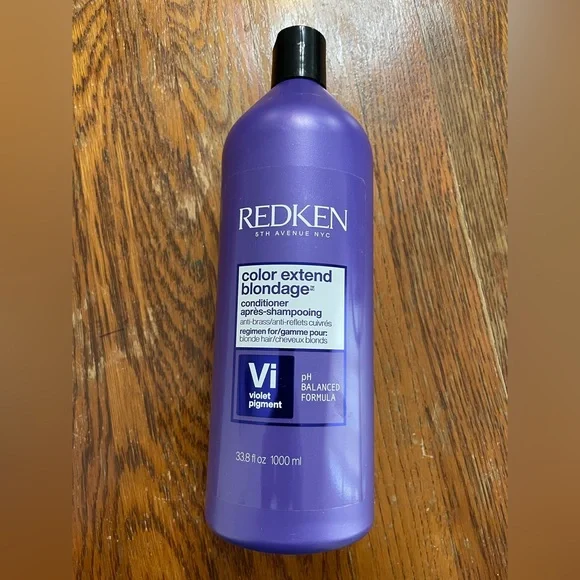 REDKEN
5TH AVENUE NYC
color extend
blondage™
conditioner
après-shampooing
anti-brass/anti-reflets cuivrés
regimen for/gamme pour:
blonde hair/cheveux blonds
Vi
violet
pigment
pH
BALANCED
FORMULA
33.8 fl oz 1000 ml